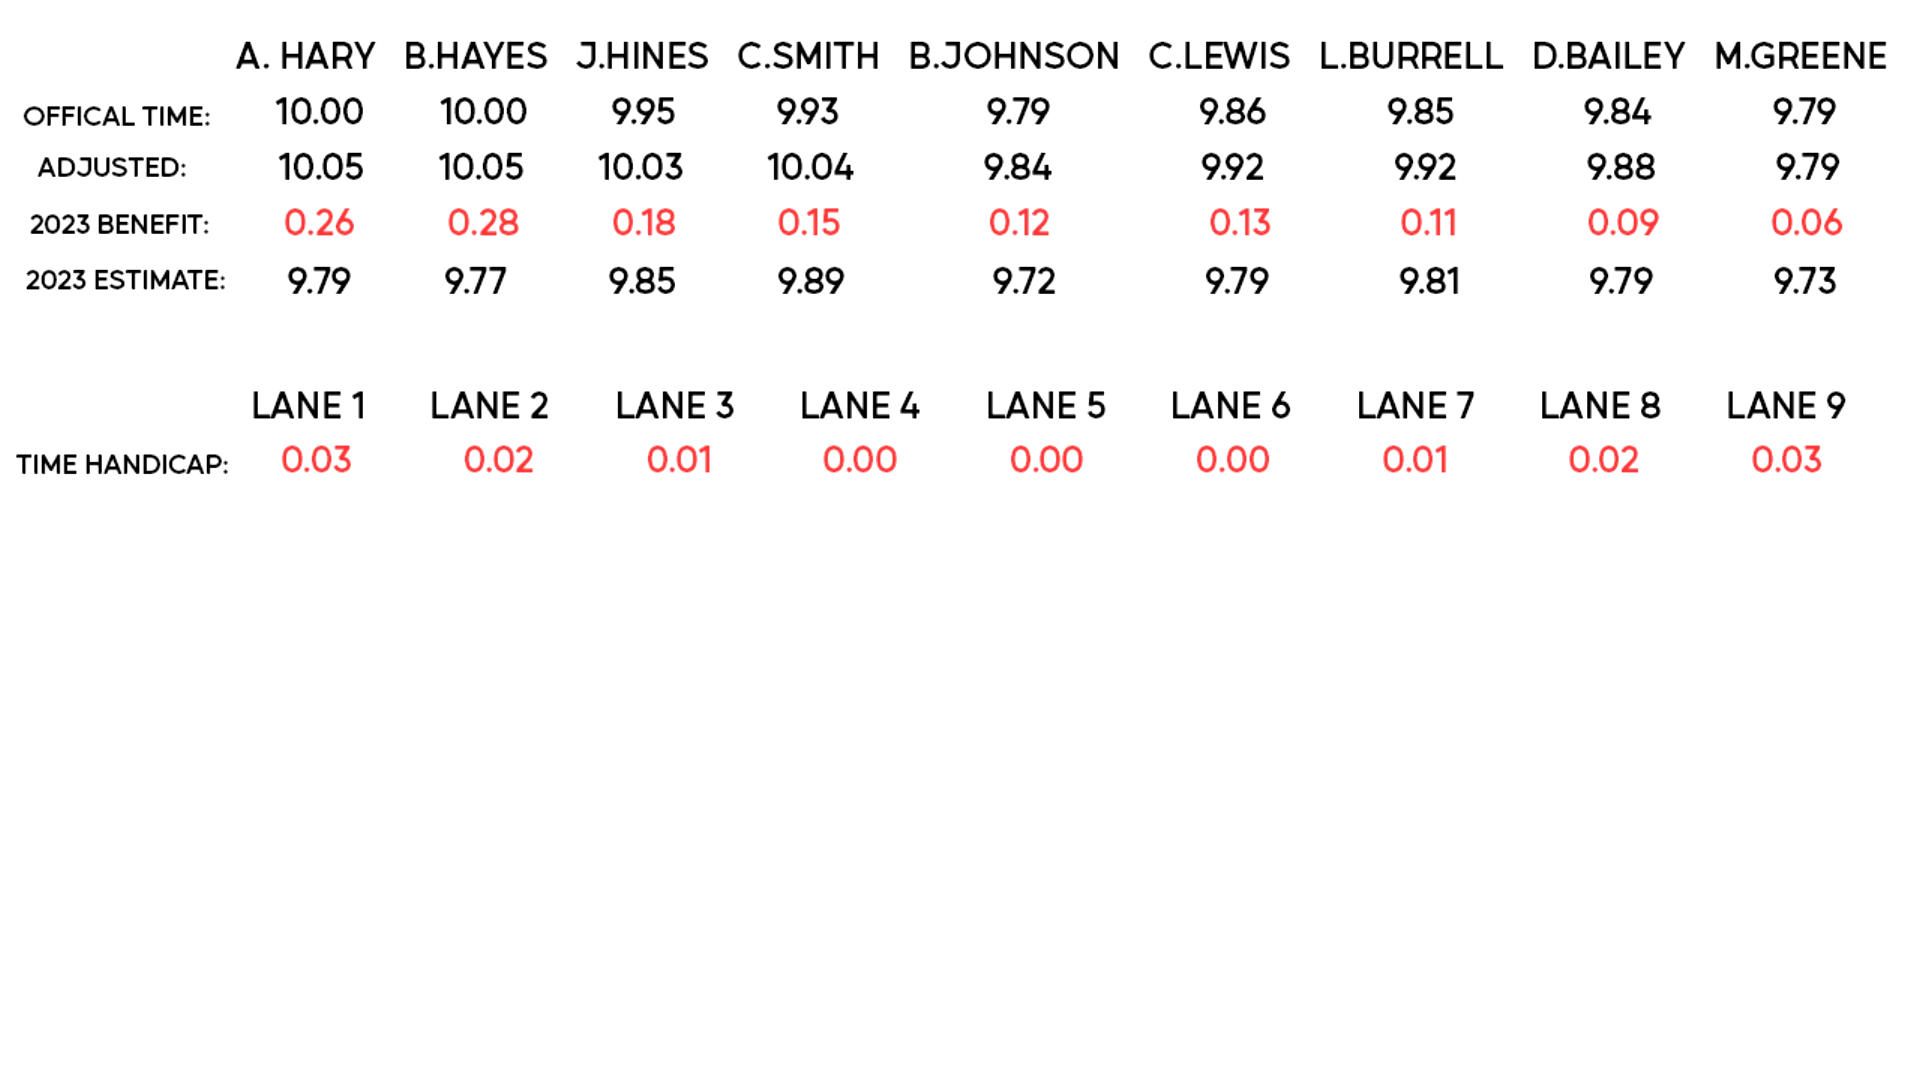 A. HARY B.HAYES J.HINES C.SMITH B.JOHNSON C.LEWIS L.BURRELL D.BAILEY M.GREENE
OFFICAL TIME: 10.00 10.00 9.95 9.93 9.79 9.86 9.85 9.84 9.79
ADJUSTED: 10.05 10.05 10.03 10.04 9.84 9.92 9.92 9.88 9.79
2023 BENEFIT: 0.26 0.28 0.18 0.15 0.12 0.13 0.11 0.09 0.06
2023 ESTIMATE: 9.79 9.77 9.85 9.89 9.72 9.79 9.81 9.79 9.73
LANE 1 LANE 2 LANE 3 LANE 4 LANE 5 LANE 6 LANE 7 LANE 8 LANE 9
TIME HANDICAP: 0.03 0.02 0.01 0.00 0.00 0.00 0.01 0.02 0.03